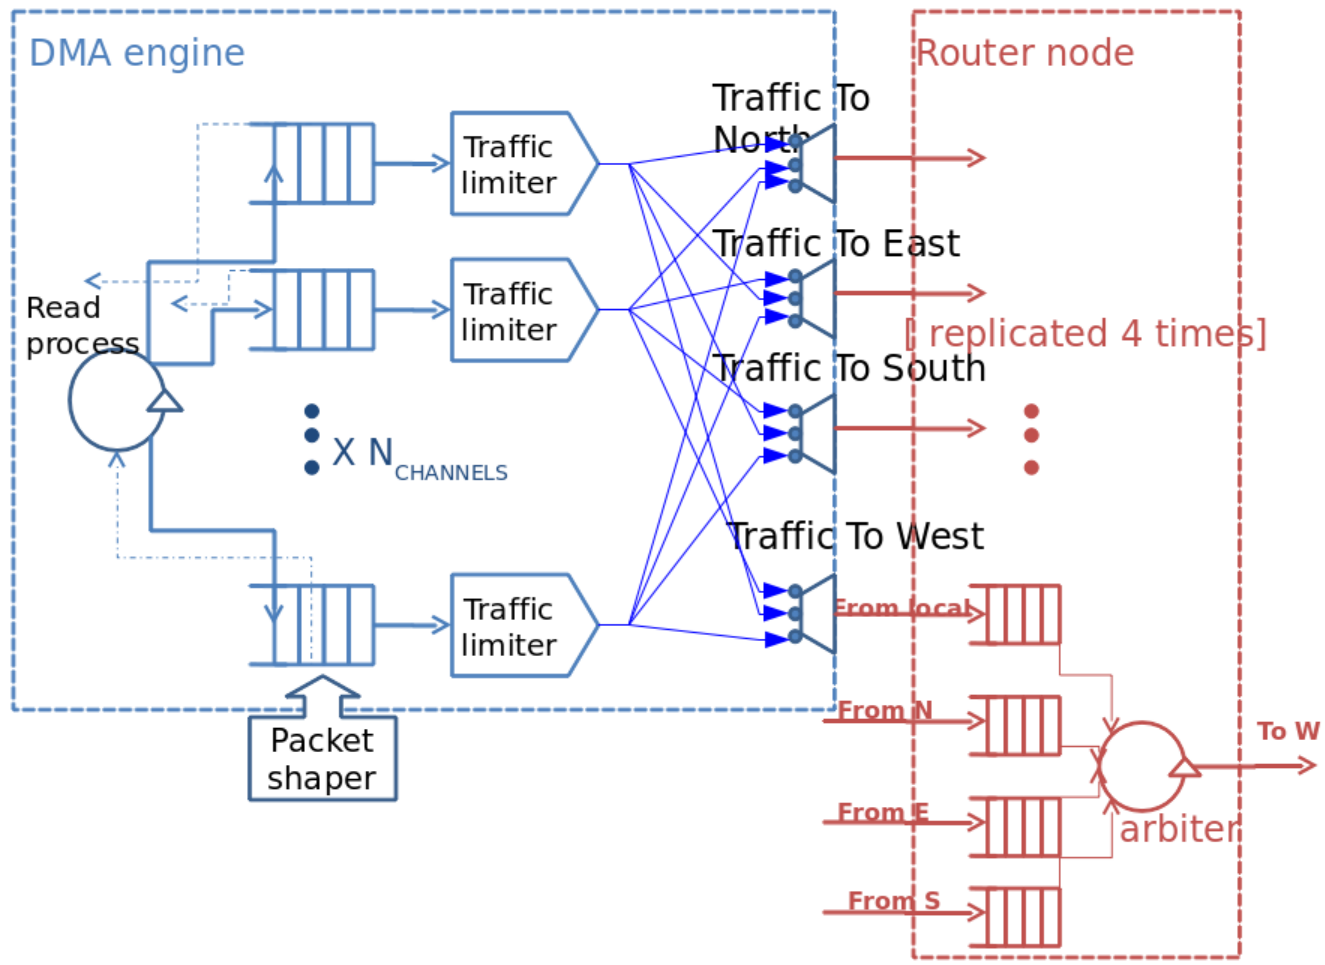 DMA engine
Router node
Traffic To
North
Traffic
limiter
Traffic To East
Read
process
Traffic
limiter
[ replicated 4 times]
Traffic To South
X NCHANNELS
Traffic To West
Traffic
limiter
From local
From N
To W
Packet
shaper
From E
arbiter
From S